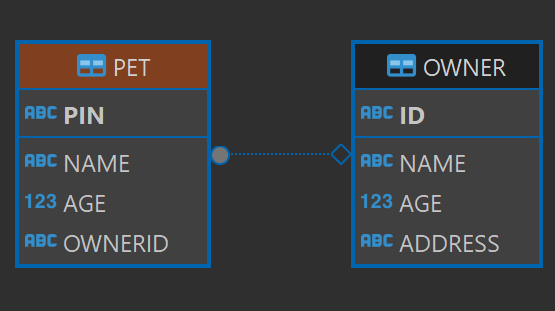 PET
ABC PIN
ABC NAME
123 AGE
ABC OWNERID
OWNER
ABC ID
ABC NAME
123 AGE
ABC ADDRESS